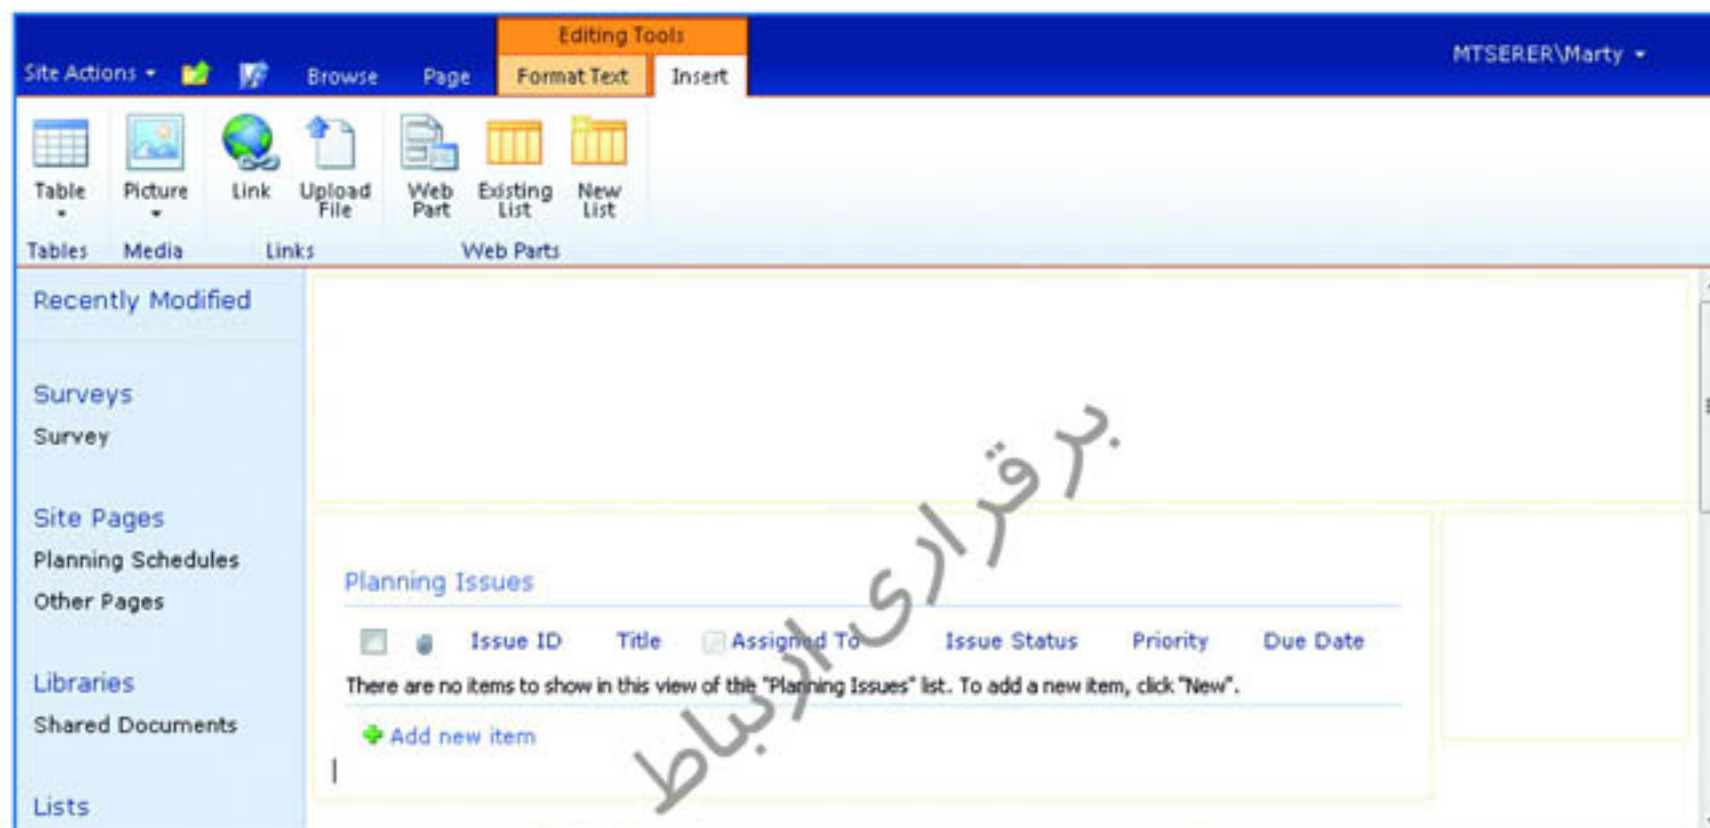 Editing Tools
MTSERER\Marty
Site Actions
Browse
Page
Format Text
Insert
Table
Picture
Link
Upload File
Web Part
Existing List
New List
Tables
Media
Links
Web Parts
Recently Modified
Surveys
Survey
Site Pages
Planning Schedules
Other Pages
Libraries
Shared Documents
Lists
Planning Issues
Issue ID Title Assigned To Issue Status Priority Due Date
There are no items to show in this view of the "Planning Issues" list. To add a new item, click "New".
Add new item
برقراری ارتباط